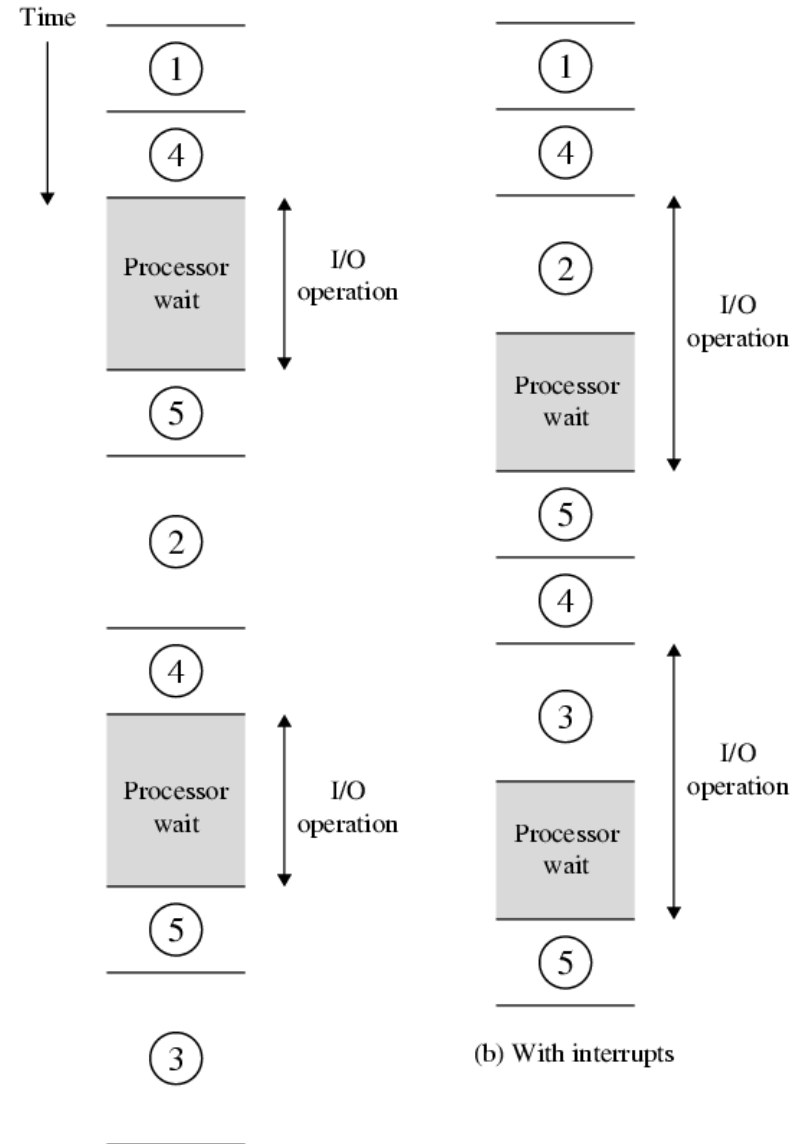 Time
1
4
Processor
wait
I/O
operation
5
2
4
Processor
wait
I/O
operation
5
3
1
4
2
I/O
operation
Processor
wait
5
4
3
I/O
operation
Processor
wait
5
(b) With interrupts